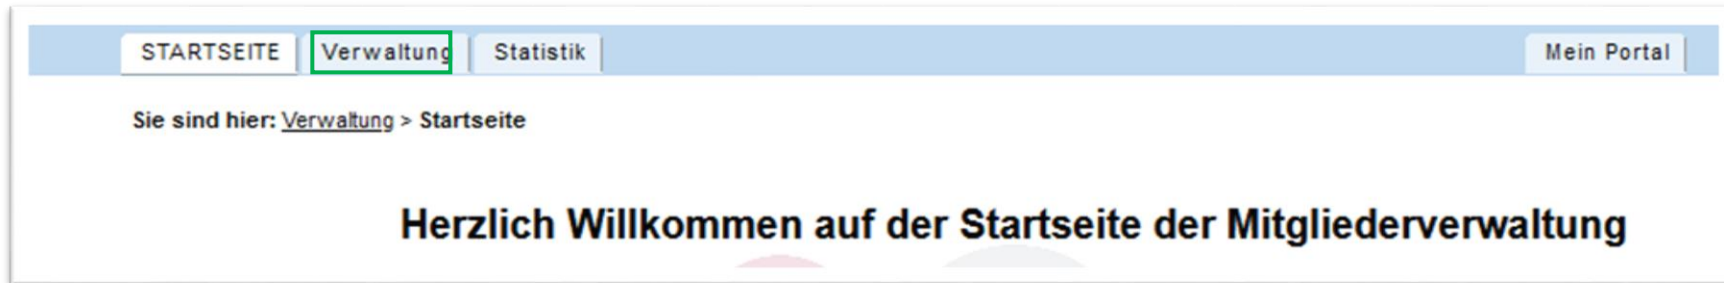 STARTSEITE Verwaltung Statistik Mein Portal
Sie sind hier: Verwaltung > Startseite
Herzlich Willkommen auf der Startseite der Mitgliederverwaltung